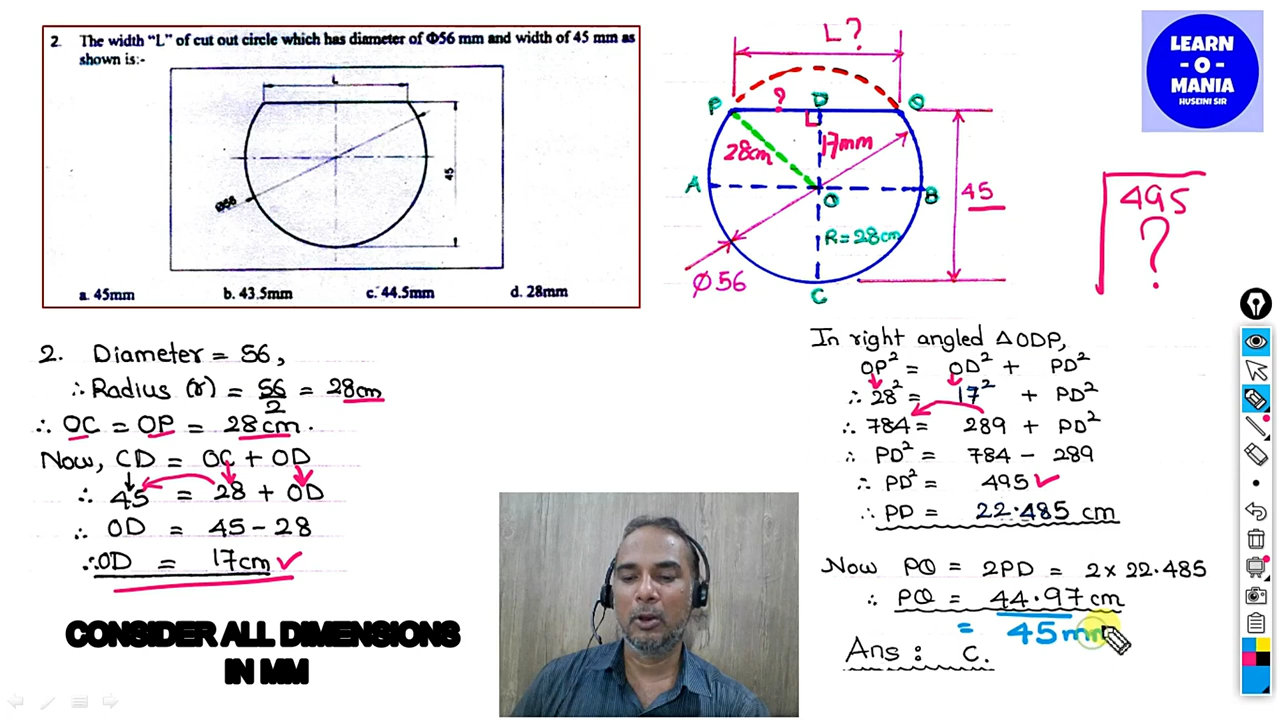 2. The width "L" of cut out circle which has diameter of Φ56 mm and width of 45 mm as
shown is:-
L
45
Ø56
a. 45mm b. 43.5mm c. 44.5mm d. 28mm
L?
P ? D Q
28cm 17mm
A O B
45
R = 28cm
Ø56
C
LEARN
-O-
MANIA
HUSEINI SIR
495
?
2. Diameter = 56,
∴ Radius (r) = 56/2 = 28cm
∴ OC = OP = 28cm.
Now, CD = OC + OD
∴ 45 = 28 + OD
∴ OD = 45 - 28
∴ OD = 17cm ✓
CONSIDER ALL DIMENSIONS
IN MM
In right angled △ODP,
OP² = OD² + PD²
∴ 28² = 17² + PD²
∴ 784 = 289 + PD²
∴ PD² = 784 - 289
∴ PD² = 495 ✓
∴ PD = 22.485 cm
Now PQ = 2PD = 2 x 22.485
∴ PQ = 44.97 cm
= 45mm
Ans: C.